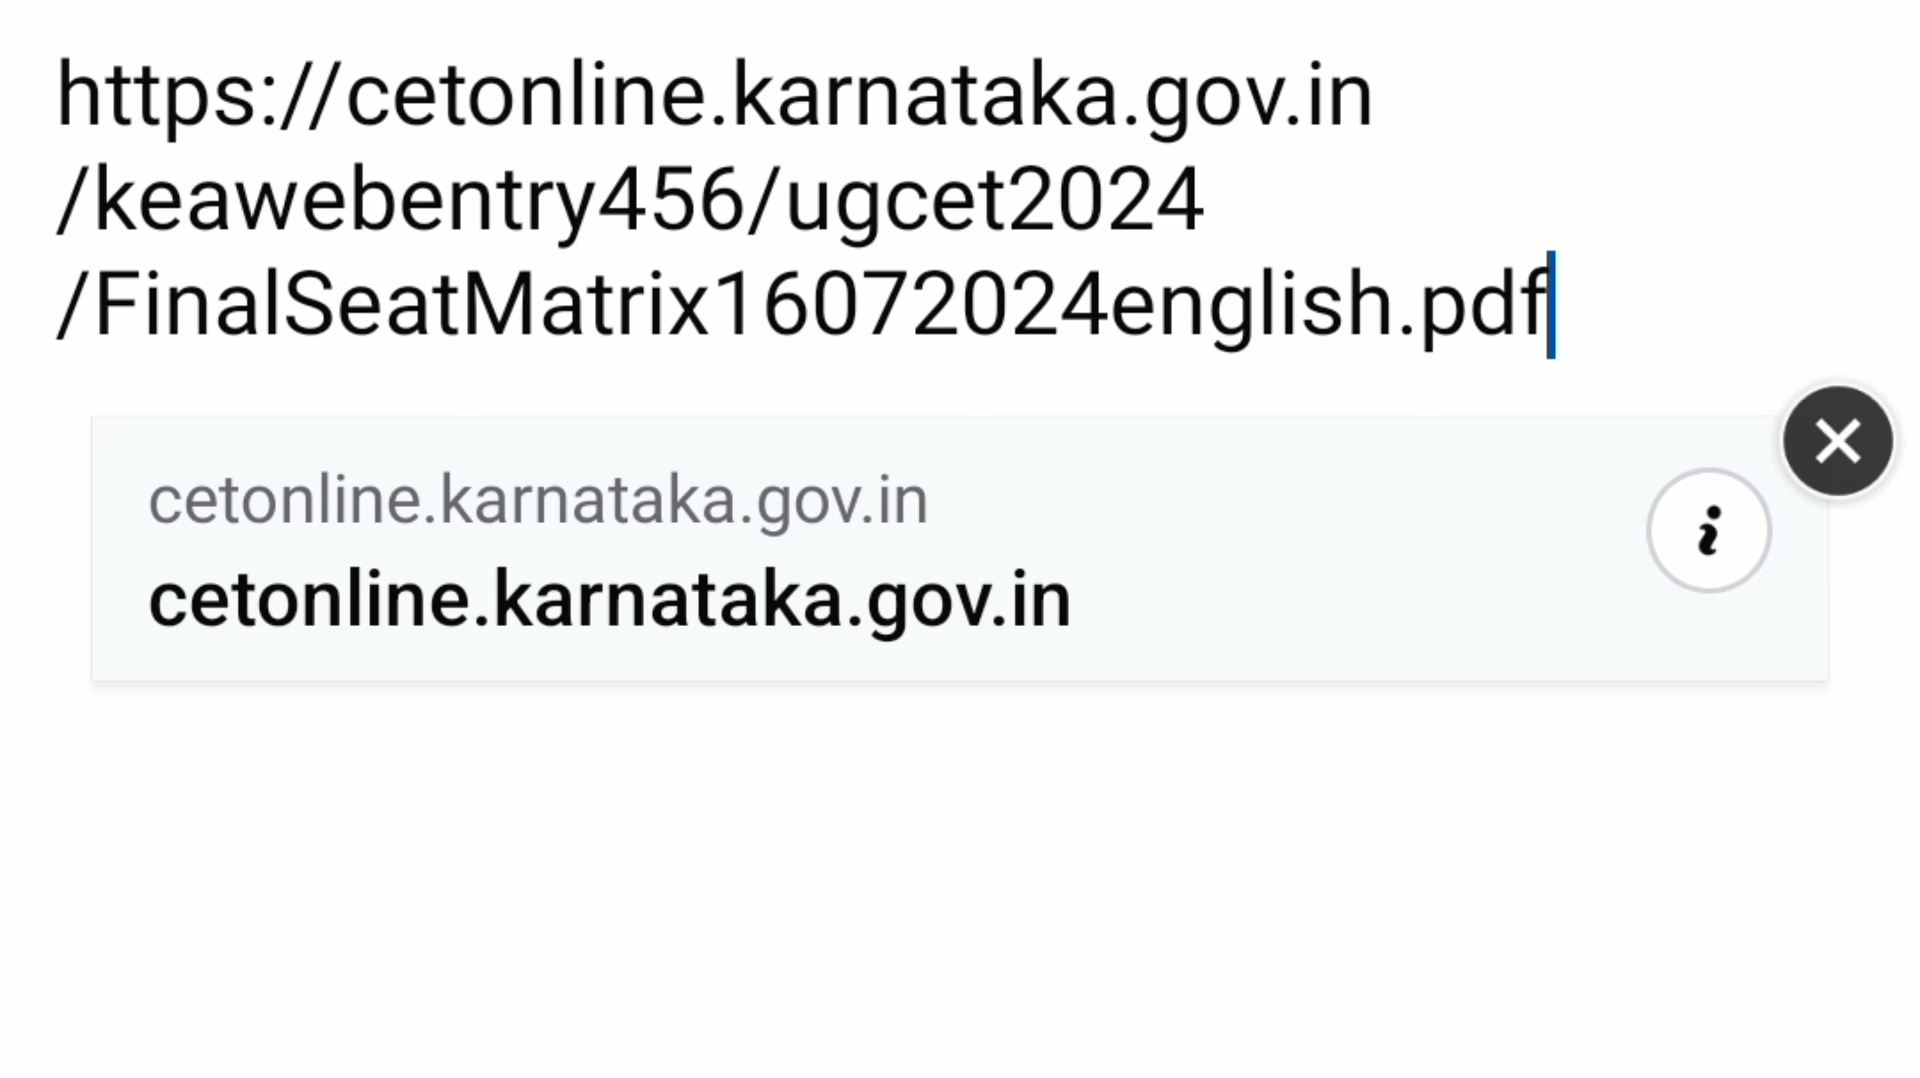 https://cetonline.karnataka.gov.in
/keawebentry456/ugcet2024
/FinalSeatMatrix16072024english.pdf
cetonline.karnataka.gov.in
cetonline.karnataka.gov.in
i